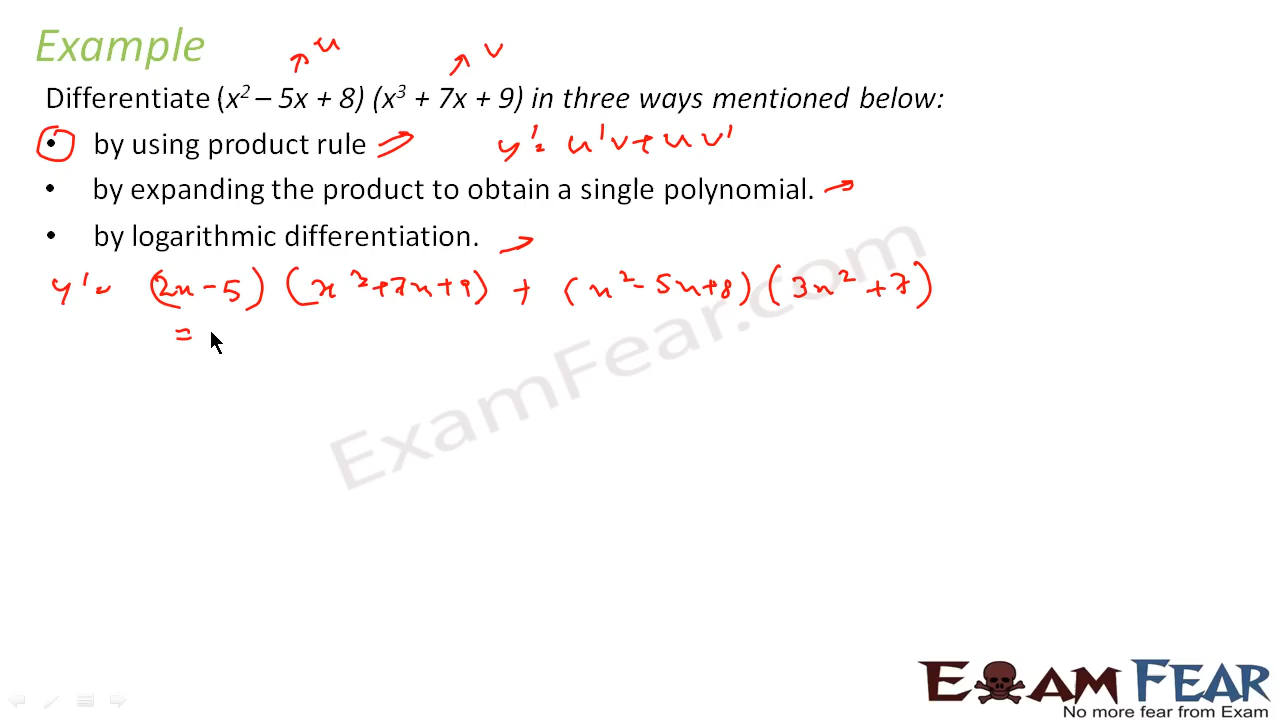 Example
u v
Differentiate (x² – 5x + 8) (x³ + 7x + 9) in three ways mentioned below:
• by using product rule y' = u'v + u v'
• by expanding the product to obtain a single polynomial.
• by logarithmic differentiation.
y' = (2x - 5) (x³ + 7x + 9) + (x² - 5x + 8) (3x² + 7)
=
ExamFear.com
EXAM FEAR
No more fear from Exam